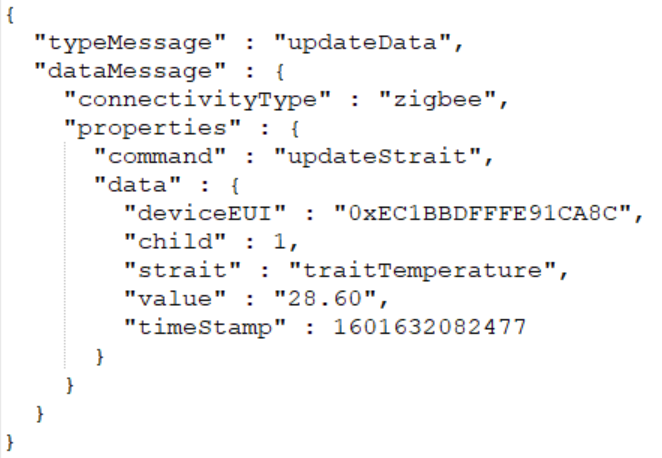 {
"typeMessage" : "updateData",
"dataMessage" : {
"connectivityType" : "zigbee",
"properties" : {
"command" : "updateStrait",
"data" : {
"deviceEUI" : "0xEC1BBDFFFE91CA8C",
"child" : 1,
"strait" : "traitTemperature",
"value" : "28.60",
"timeStamp" : 1601632082477
}
}
}
}